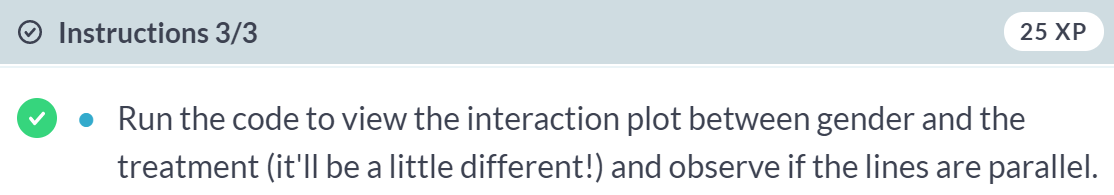 Instructions 3/3
25 XP
Run the code to view the interaction plot between gender and the
treatment (it'll be a little different!) and observe if the lines are parallel.